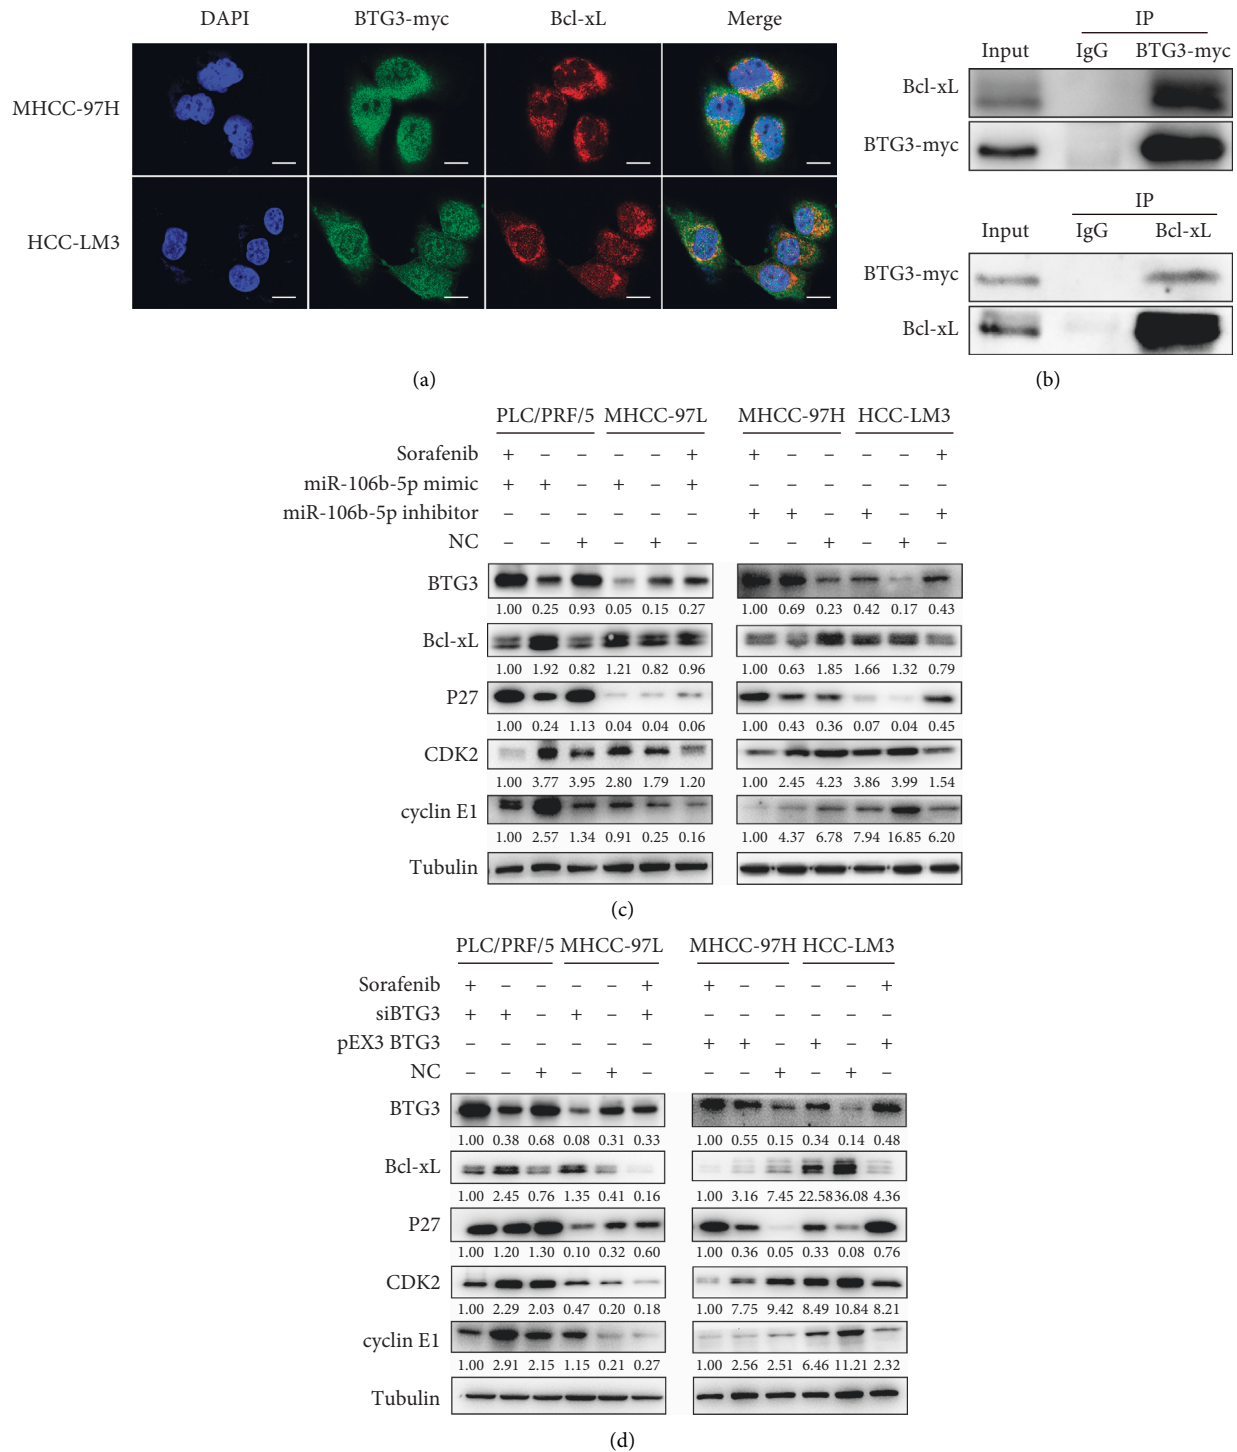 DAPI BTG3-myc Bcl-xL Merge
MHCC-97H
HCC-LM3
(a)
IP
Input IgG BTG3-myc
Bcl-xL
BTG3-myc
IP
Input IgG Bcl-xL
BTG3-myc
Bcl-xL
(b)
PLC/PRF/5 MHCC-97L MHCC-97H HCC-LM3
Sorafenib + – – – – + + – – – – +
miR-106b-5p mimic + + – + – + – – – – – –
miR-106b-5p inhibitor – – – – – – + + – + – +
NC – – + – + – – – + – + –
BTG3
1.00 0.25 0.93 0.05 0.15 0.27 1.00 0.69 0.23 0.42 0.17 0.43
Bcl-xL
1.00 1.92 0.82 1.21 0.82 0.96 1.00 0.63 1.85 1.66 1.32 0.79
P27
1.00 0.24 1.13 0.04 0.04 0.06 1.00 0.43 0.36 0.07 0.04 0.45
CDK2
1.00 3.77 3.95 2.80 1.79 1.20 1.00 2.45 4.23 3.86 3.99 1.54
cyclin E1
1.00 2.57 1.34 0.91 0.25 0.16 1.00 4.37 6.78 7.94 16.85 6.20
Tubulin
(c)
PLC/PRF/5 MHCC-97L MHCC-97H HCC-LM3
Sorafenib + – – – – + + – – – – +
siBTG3 + + – + – + – – – – – –
pEX3 BTG3 – – – – – – + + – + – +
NC – – + – + – – – + – + –
BTG3
1.00 0.38 0.68 0.08 0.31 0.33 1.00 0.55 0.15 0.34 0.14 0.48
Bcl-xL
1.00 2.45 0.76 1.35 0.41 0.16 1.00 3.16 7.45 22.58 36.08 4.36
P27
1.00 1.20 1.30 0.10 0.32 0.60 1.00 0.36 0.05 0.33 0.08 0.76
CDK2
1.00 2.29 2.03 0.47 0.20 0.18 1.00 7.75 9.42 8.49 10.84 8.21
cyclin E1
1.00 2.91 2.15 1.15 0.21 0.27 1.00 2.56 2.51 6.46 11.21 2.32
Tubulin
(d)